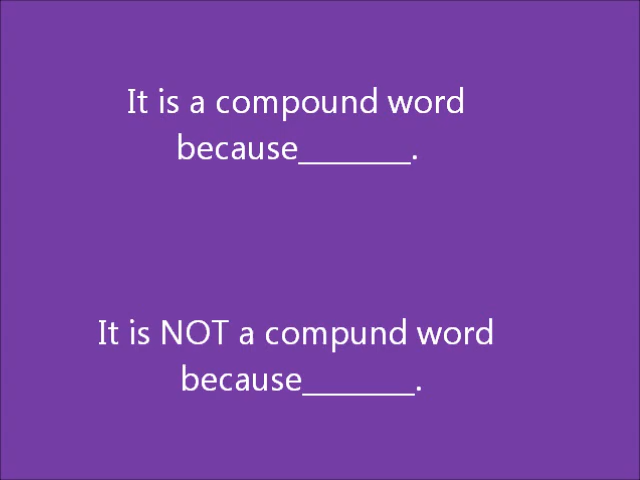 It is a compound word
because_______.
It is NOT a compund word
because_______.